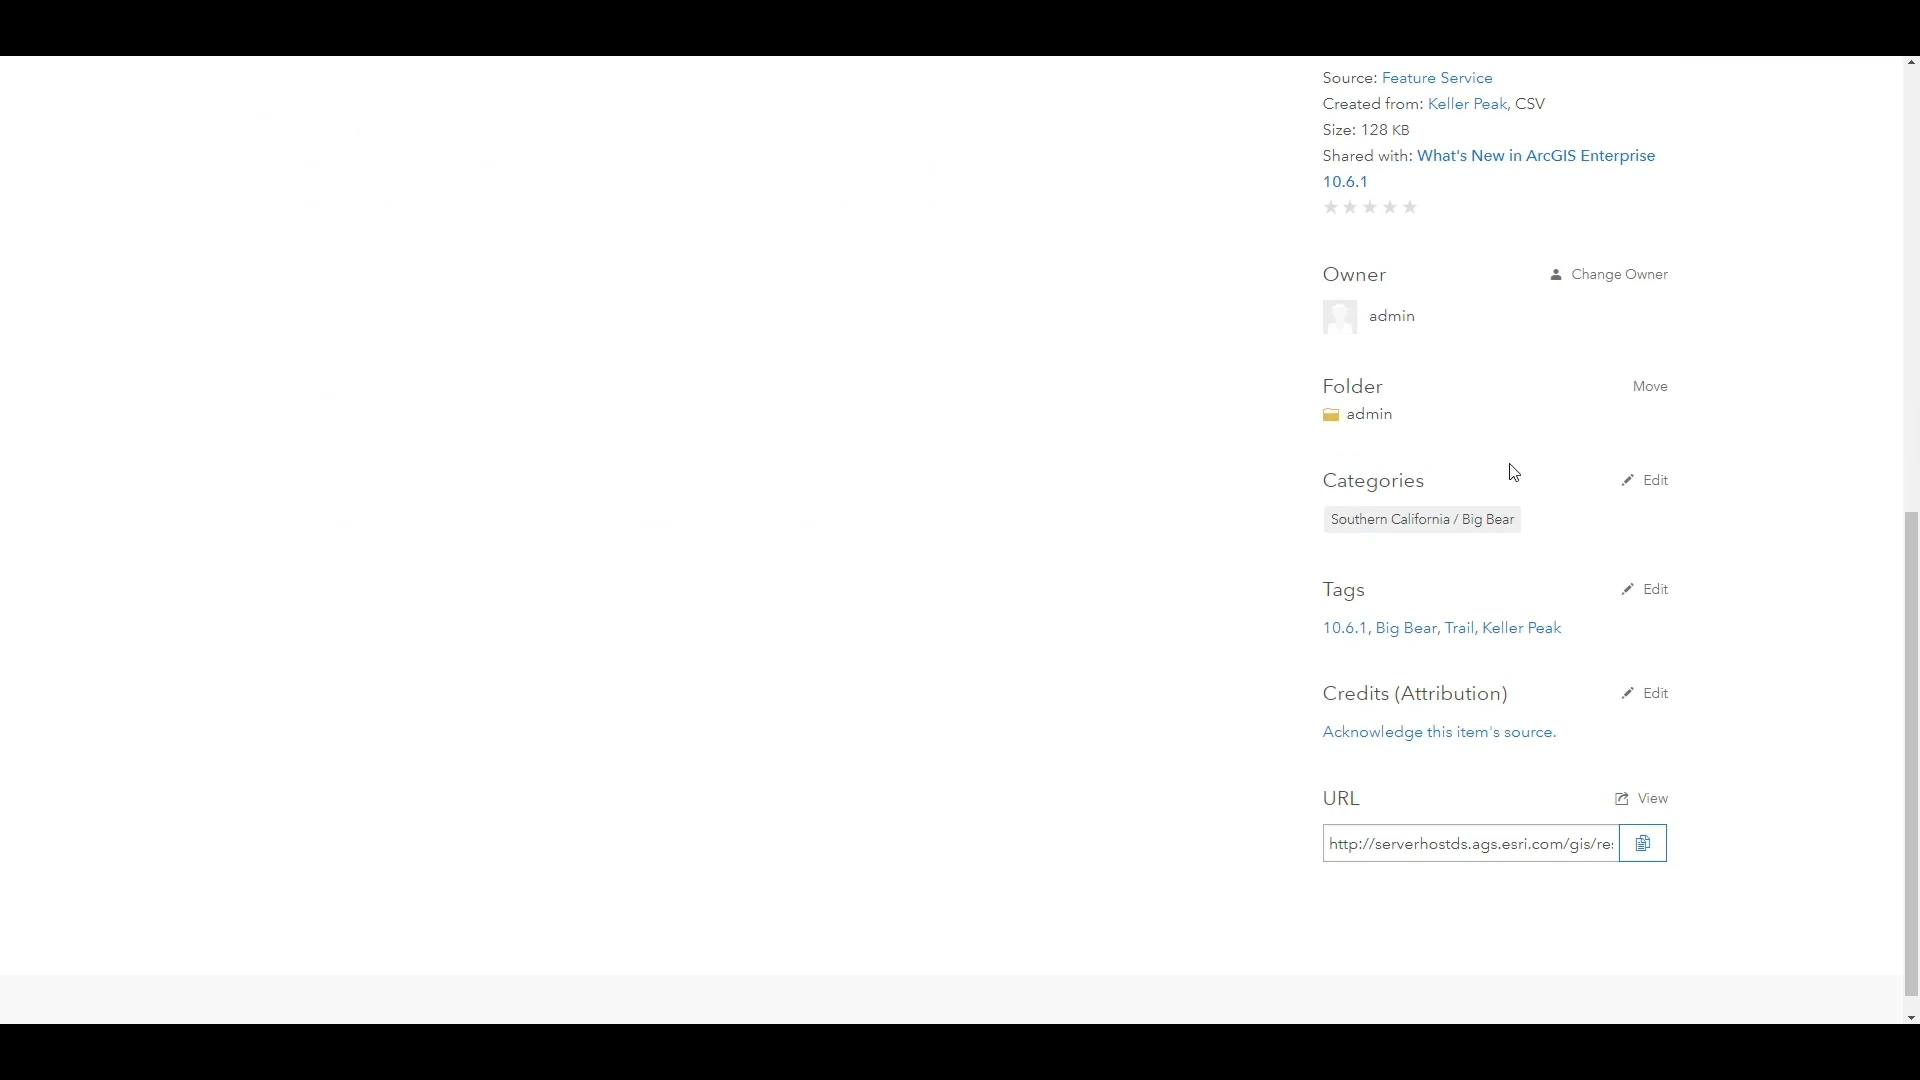 Source: Feature Service
Created from: Keller Peak, CSV
Size: 128 KB
Shared with: What's New in ArcGIS Enterprise
10.6.1
Owner
Change Owner
admin
Folder
Move
admin
Categories
Edit
Southern California / Big Bear
Tags
Edit
10.6.1, Big Bear, Trail, Keller Peak
Credits (Attribution)
Edit
Acknowledge this item's source.
URL
View
http://serverhostds.ags.esri.com/gis/re